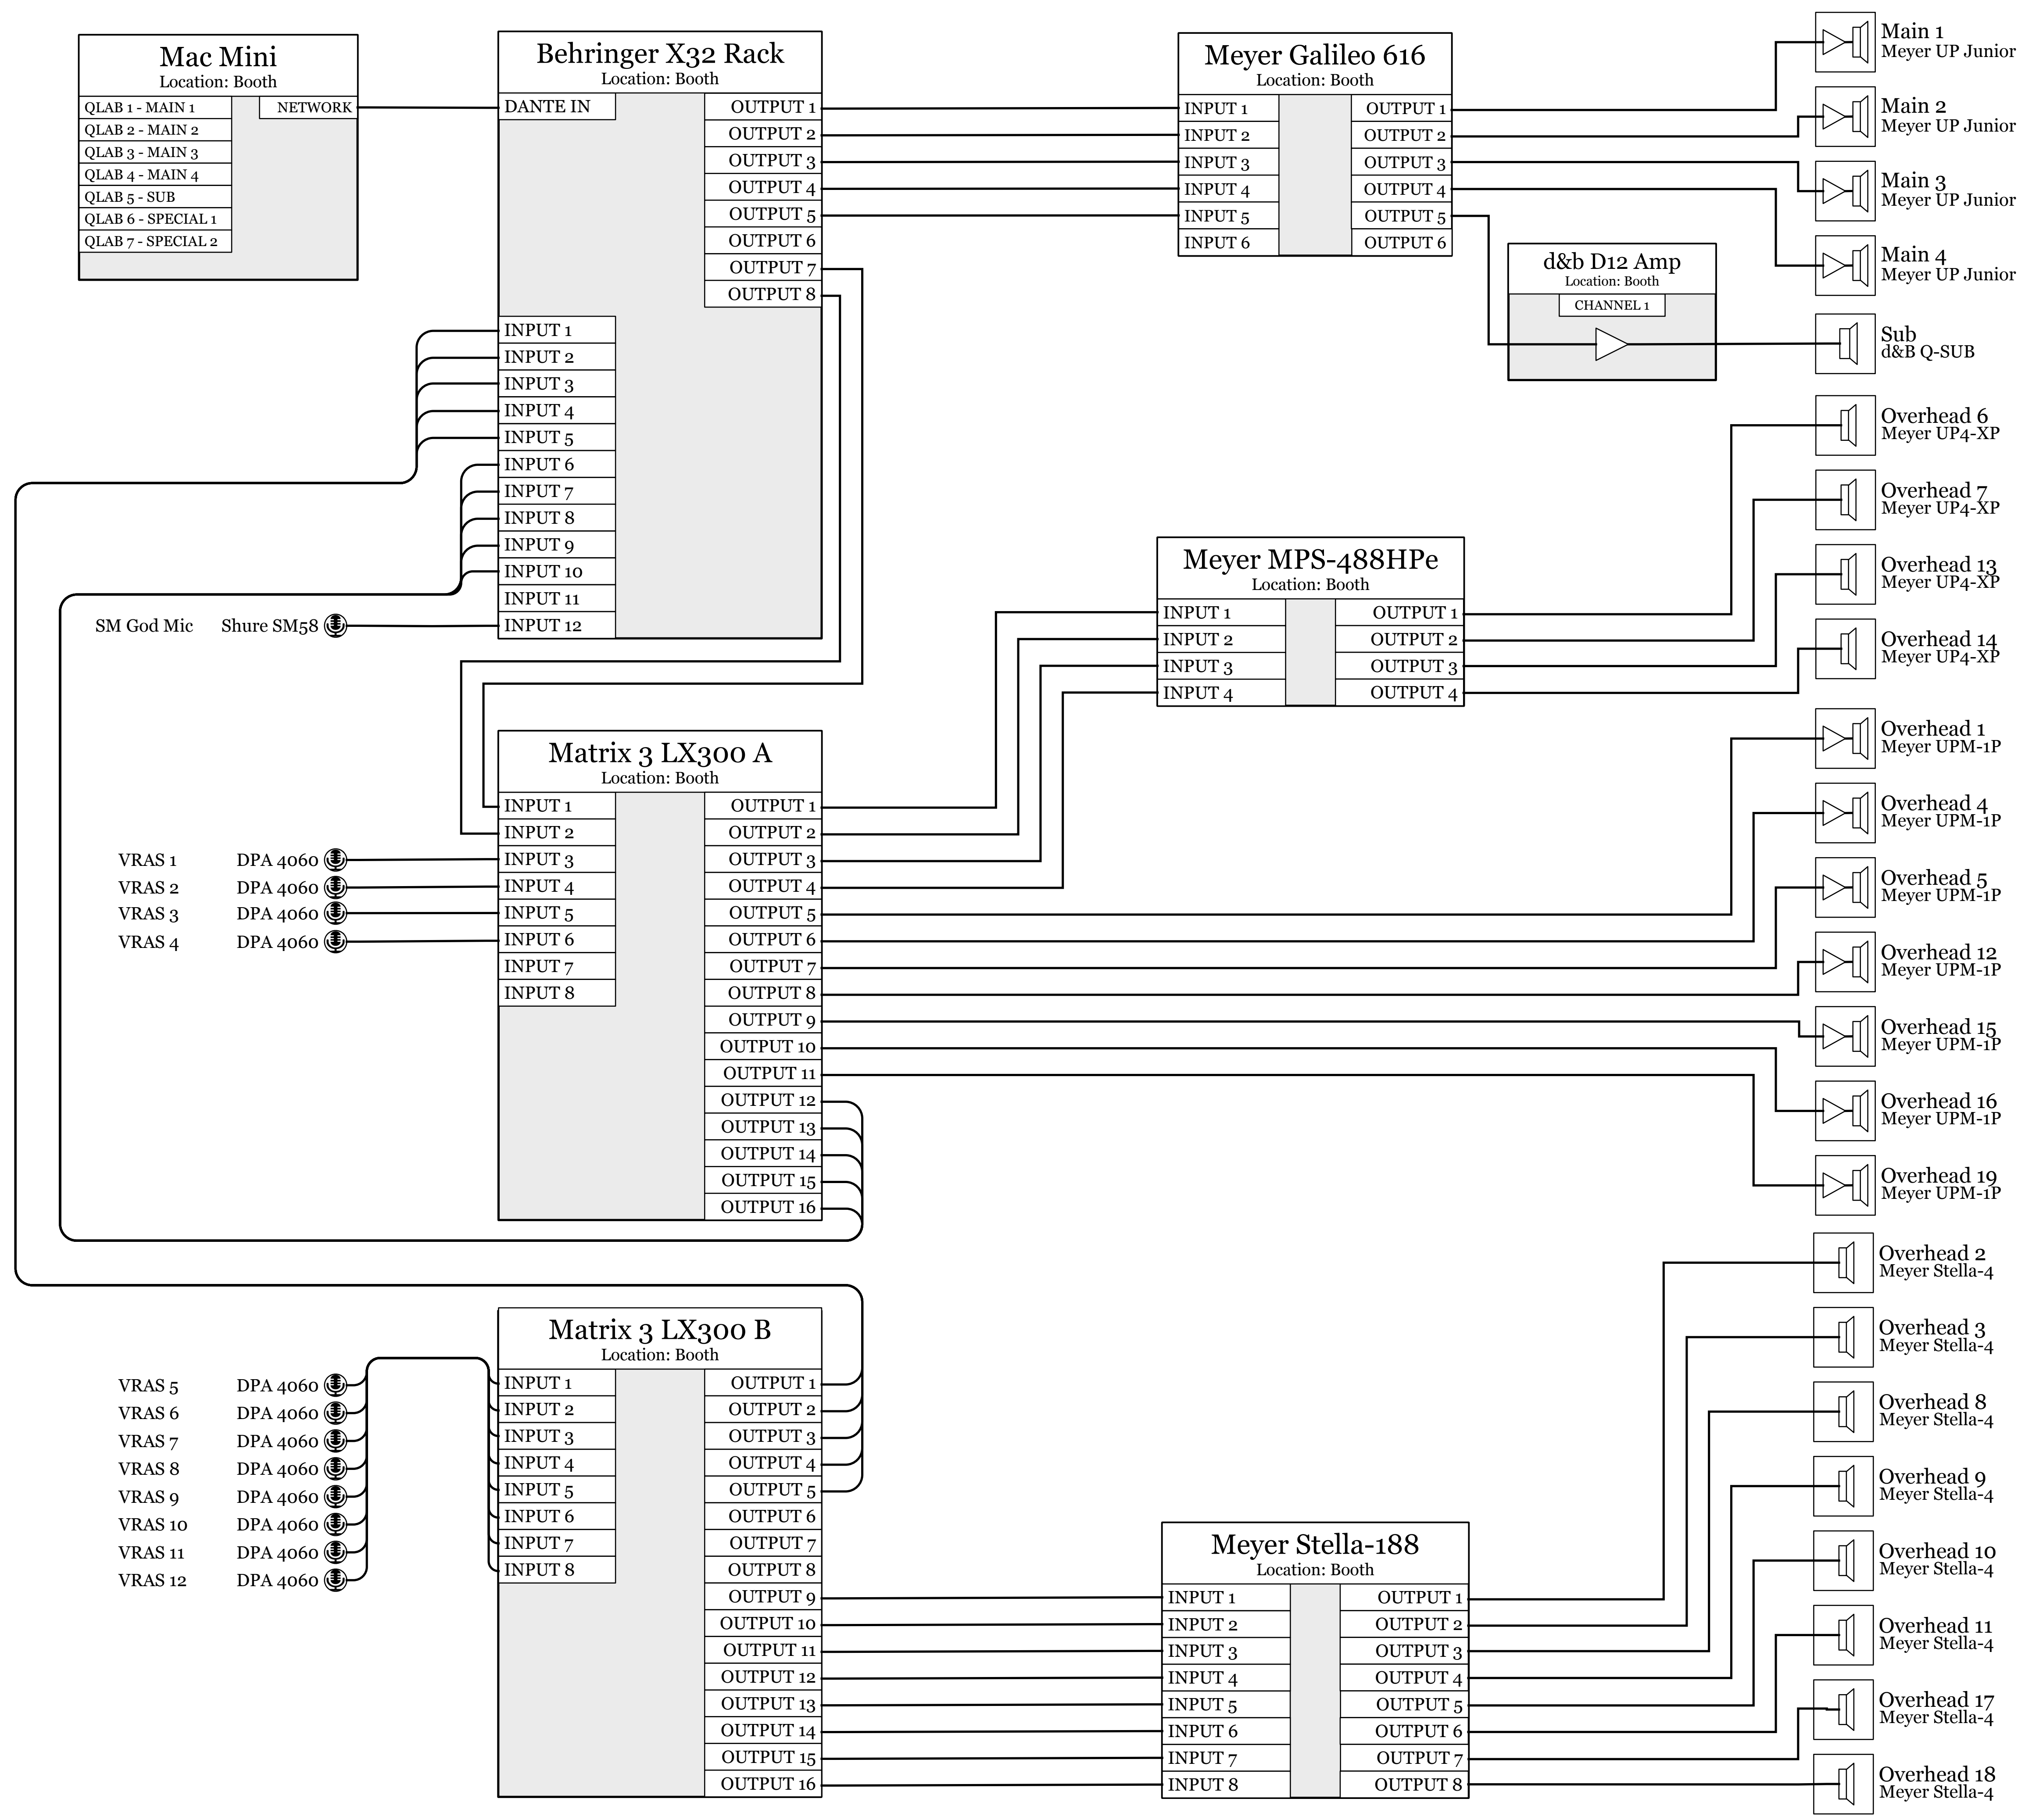 Mac Mini
Location: Booth
QLAB 1 - MAIN 1
NETWORK
QLAB 2 - MAIN 2
QLAB 3 - MAIN 3
QLAB 4 - MAIN 4
QLAB 5 - SUB
QLAB 6 - SPECIAL 1
QLAB 7 - SPECIAL 2
Behringer X32 Rack
Location: Booth
DANTE IN
OUTPUT 1
OUTPUT 2
OUTPUT 3
OUTPUT 4
OUTPUT 5
OUTPUT 6
OUTPUT 7
OUTPUT 8
INPUT 1
INPUT 2
INPUT 3
INPUT 4
INPUT 5
INPUT 6
INPUT 7
INPUT 8
INPUT 9
INPUT 10
INPUT 11
INPUT 12
SM God Mic Shure SM58
Meyer Galileo 616
Location: Booth
INPUT 1 OUTPUT 1
INPUT 2 OUTPUT 2
INPUT 3 OUTPUT 3
INPUT 4 OUTPUT 4
INPUT 5 OUTPUT 5
INPUT 6 OUTPUT 6
d&b D12 Amp
Location: Booth
CHANNEL 1
Main 1
Meyer UP Junior
Main 2
Meyer UP Junior
Main 3
Meyer UP Junior
Main 4
Meyer UP Junior
Sub
d&B Q-SUB
Overhead 6
Meyer UP4-XP
Overhead 7
Meyer UP4-XP
Overhead 13
Meyer UP4-XP
Overhead 14
Meyer UP4-XP
Meyer MPS-488HPe
Location: Booth
INPUT 1 OUTPUT 1
INPUT 2 OUTPUT 2
INPUT 3 OUTPUT 3
INPUT 4 OUTPUT 4
Matrix 3 LX300 A
Location: Booth
INPUT 1 OUTPUT 1
INPUT 2 OUTPUT 2
VRAS 1 DPA 4060 INPUT 3 OUTPUT 3
VRAS 2 DPA 4060 INPUT 4 OUTPUT 4
VRAS 3 DPA 4060 INPUT 5 OUTPUT 5
VRAS 4 DPA 4060 INPUT 6 OUTPUT 6
INPUT 7 OUTPUT 7
INPUT 8 OUTPUT 8
OUTPUT 9
OUTPUT 10
OUTPUT 11
OUTPUT 12
OUTPUT 13
OUTPUT 14
OUTPUT 15
OUTPUT 16
Overhead 1
Meyer UPM-1P
Overhead 4
Meyer UPM-1P
Overhead 5
Meyer UPM-1P
Overhead 12
Meyer UPM-1P
Overhead 15
Meyer UPM-1P
Overhead 16
Meyer UPM-1P
Overhead 19
Meyer UPM-1P
Matrix 3 LX300 B
Location: Booth
VRAS 5 DPA 4060 INPUT 1 OUTPUT 1
VRAS 6 DPA 4060 INPUT 2 OUTPUT 2
VRAS 7 DPA 4060 INPUT 3 OUTPUT 3
VRAS 8 DPA 4060 INPUT 4 OUTPUT 4
VRAS 9 DPA 4060 INPUT 5 OUTPUT 5
VRAS 10 DPA 4060 INPUT 6 OUTPUT 6
VRAS 11 DPA 4060 INPUT 7 OUTPUT 7
VRAS 12 DPA 4060 INPUT 8 OUTPUT 8
OUTPUT 9
OUTPUT 10
OUTPUT 11
OUTPUT 12
OUTPUT 13
OUTPUT 14
OUTPUT 15
OUTPUT 16
Meyer Stella-188
Location: Booth
INPUT 1 OUTPUT 1
INPUT 2 OUTPUT 2
INPUT 3 OUTPUT 3
INPUT 4 OUTPUT 4
INPUT 5 OUTPUT 5
INPUT 6 OUTPUT 6
INPUT 7 OUTPUT 7
INPUT 8 OUTPUT 8
Overhead 2
Meyer Stella-4
Overhead 3
Meyer Stella-4
Overhead 8
Meyer Stella-4
Overhead 9
Meyer Stella-4
Overhead 10
Meyer Stella-4
Overhead 11
Meyer Stella-4
Overhead 17
Meyer Stella-4
Overhead 18
Meyer Stella-4